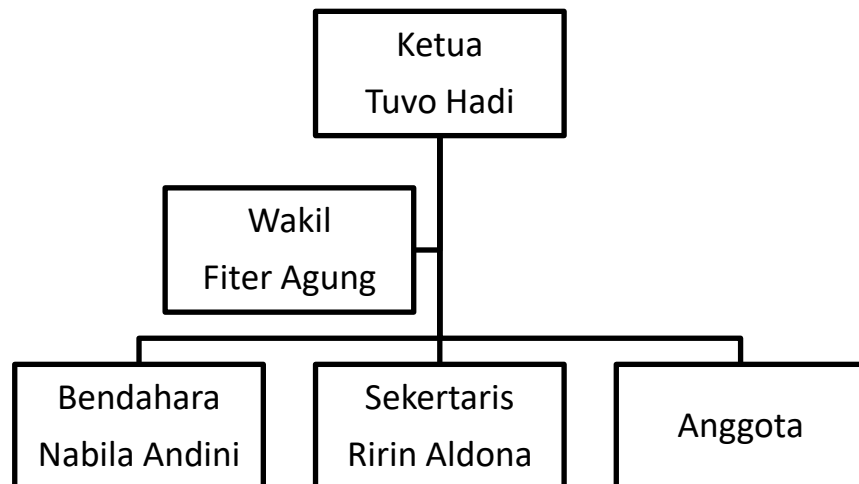 Ketua
Tuvo Hadi
Wakil
Fiter Agung
Bendahara
Nabila Andini
Sekertaris
Ririn Aldona
Anggota